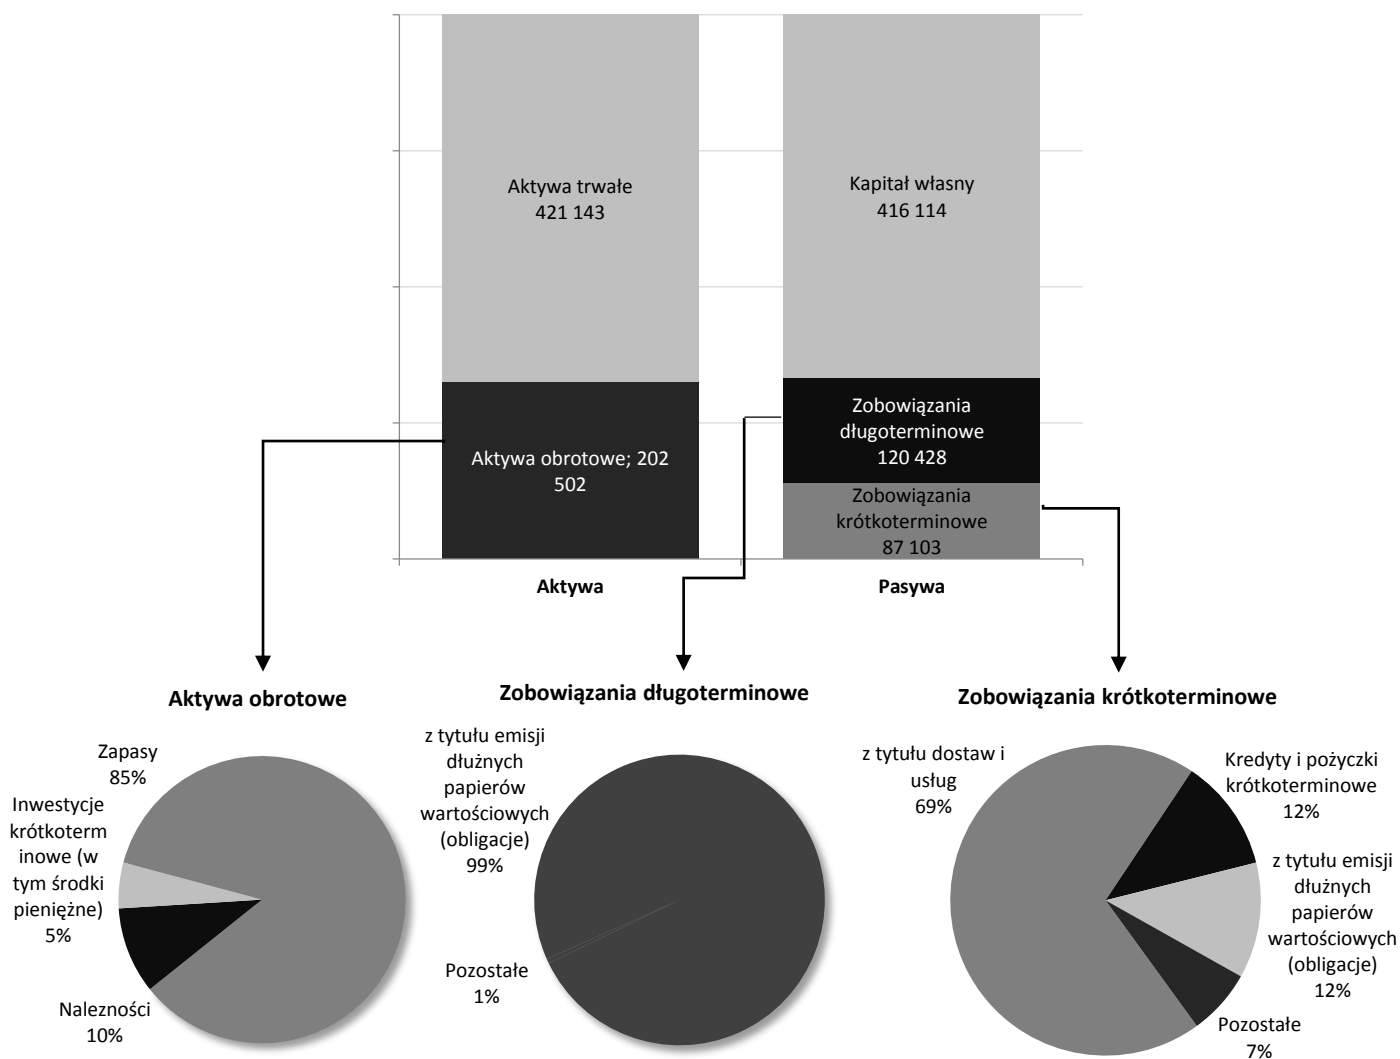 Aktywa trwałe
421 143
Kapitał własny
416 114
Aktywa obrotowe; 202
502
Zobowiązania
długoterminowe
120 428
Zobowiązania
krótkoterminowe
87 103
Aktywa
Pasywa
Aktywa obrotowe
Zapasy
85%
Inwestycje
krótkoterm
inowe (w
tym środki
pieniężne)
5%
Nalezności
10%
Zobowiązania długoterminowe
z tytułu emisji
dłużnych
papierów
wartościowych
(obligacje)
99%
Pozostałe
1%
Zobowiązania krótkoterminowe
z tytułu dostaw i
usług
69%
Kredyty i pożyczki
krótkoterminowe
12%
z tytułu emisji
dłużnych
papierów
wartościowych
(obligacje)
12%
Pozostałe
7%